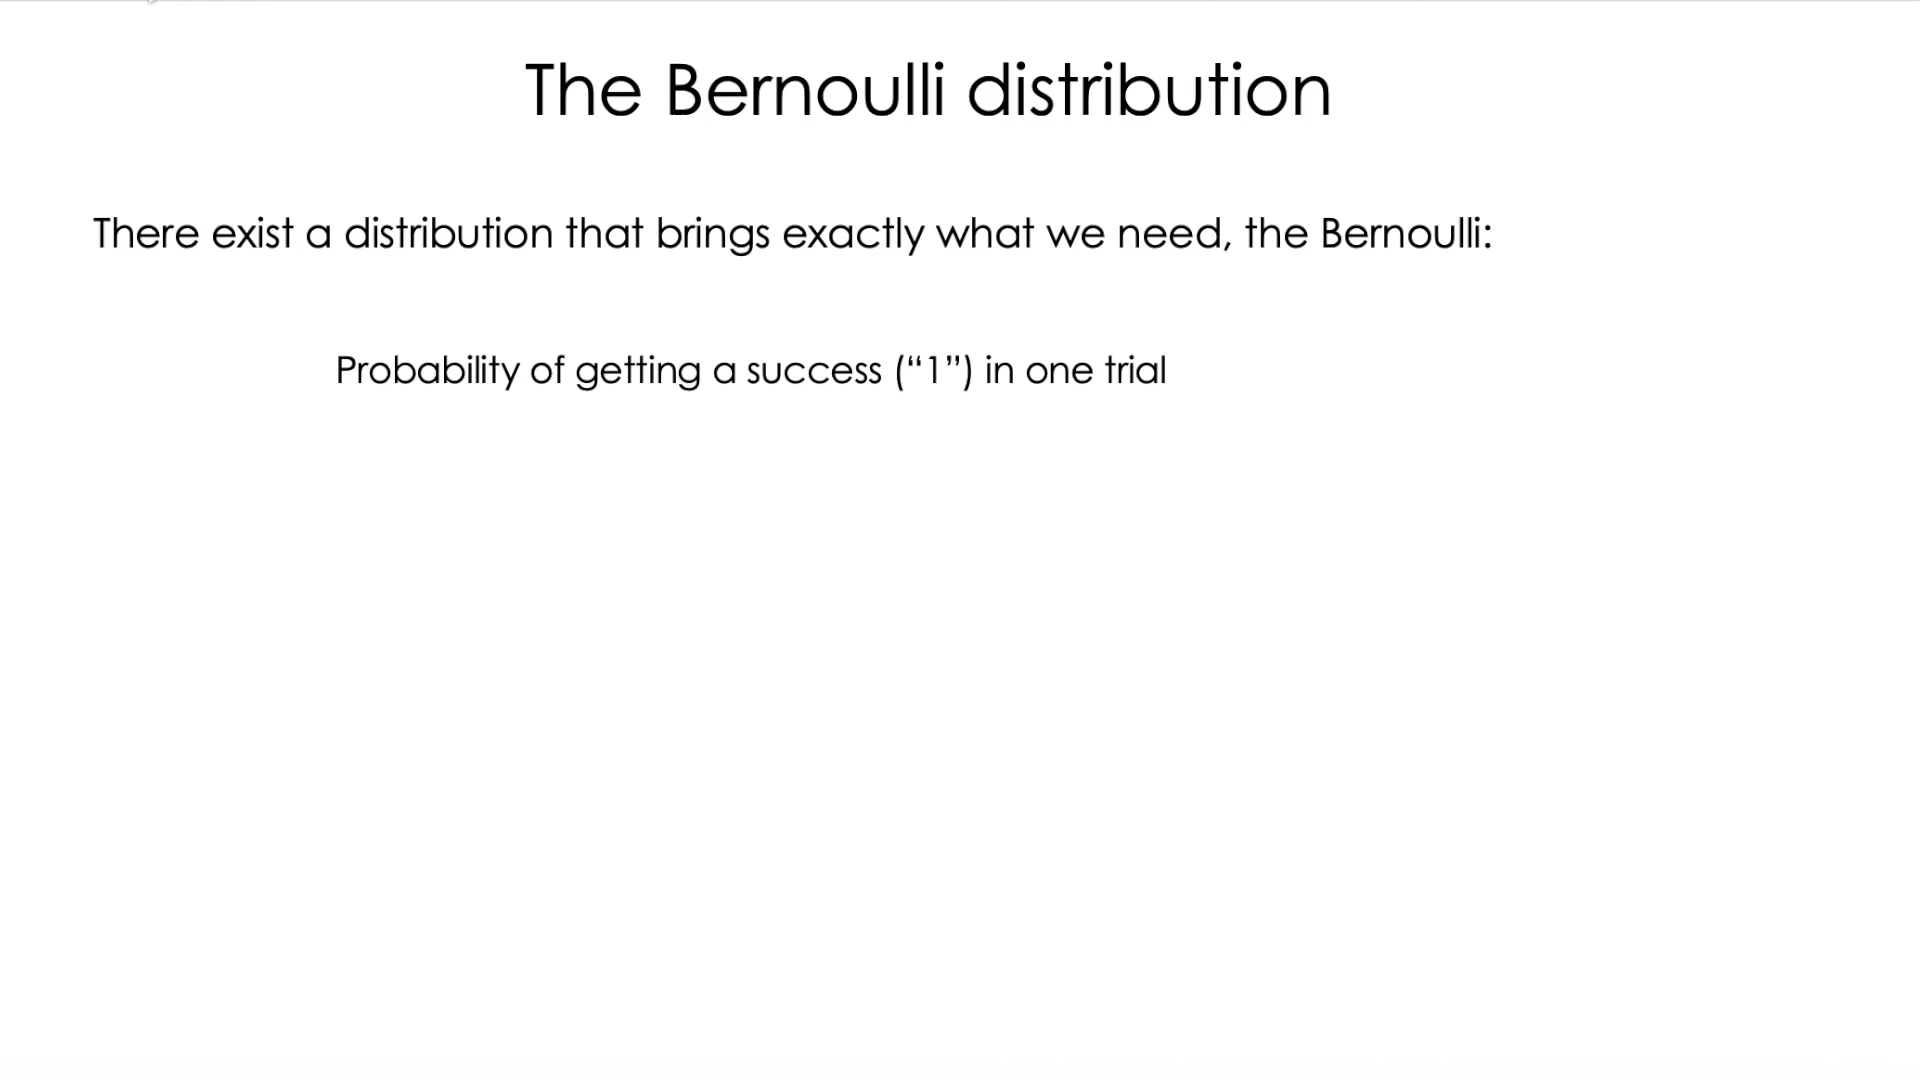 The Bernoulli distribution
There exist a distribution that brings exactly what we need, the Bernoulli:
Probability of getting a success (“1”) in one trial